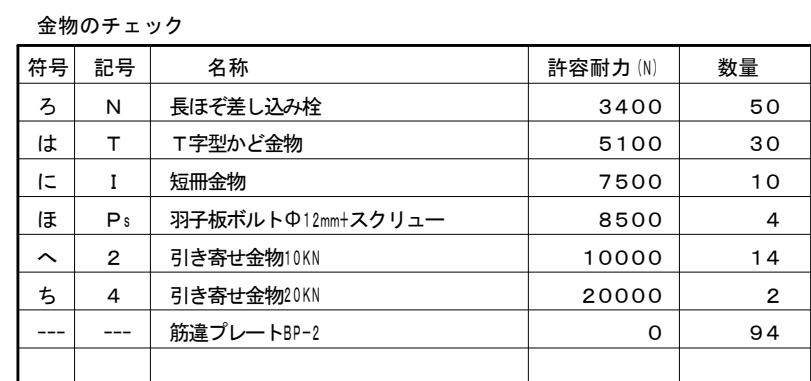 金物のチェック
符号 記号 名称 許容耐力(N) 数量
ろ N 長ほぞ差し込み栓 3400 50
は T T字型かど金物 5100 30
に I 短冊金物 7500 10
ほ Ps 羽子板ボルトΦ12mm+スクリュー 8500 4
へ 2 引き寄せ金物10KN 10000 14
ち 4 引き寄せ金物20KN 20000 2
--- --- 筋違プレートBP-2 0 94